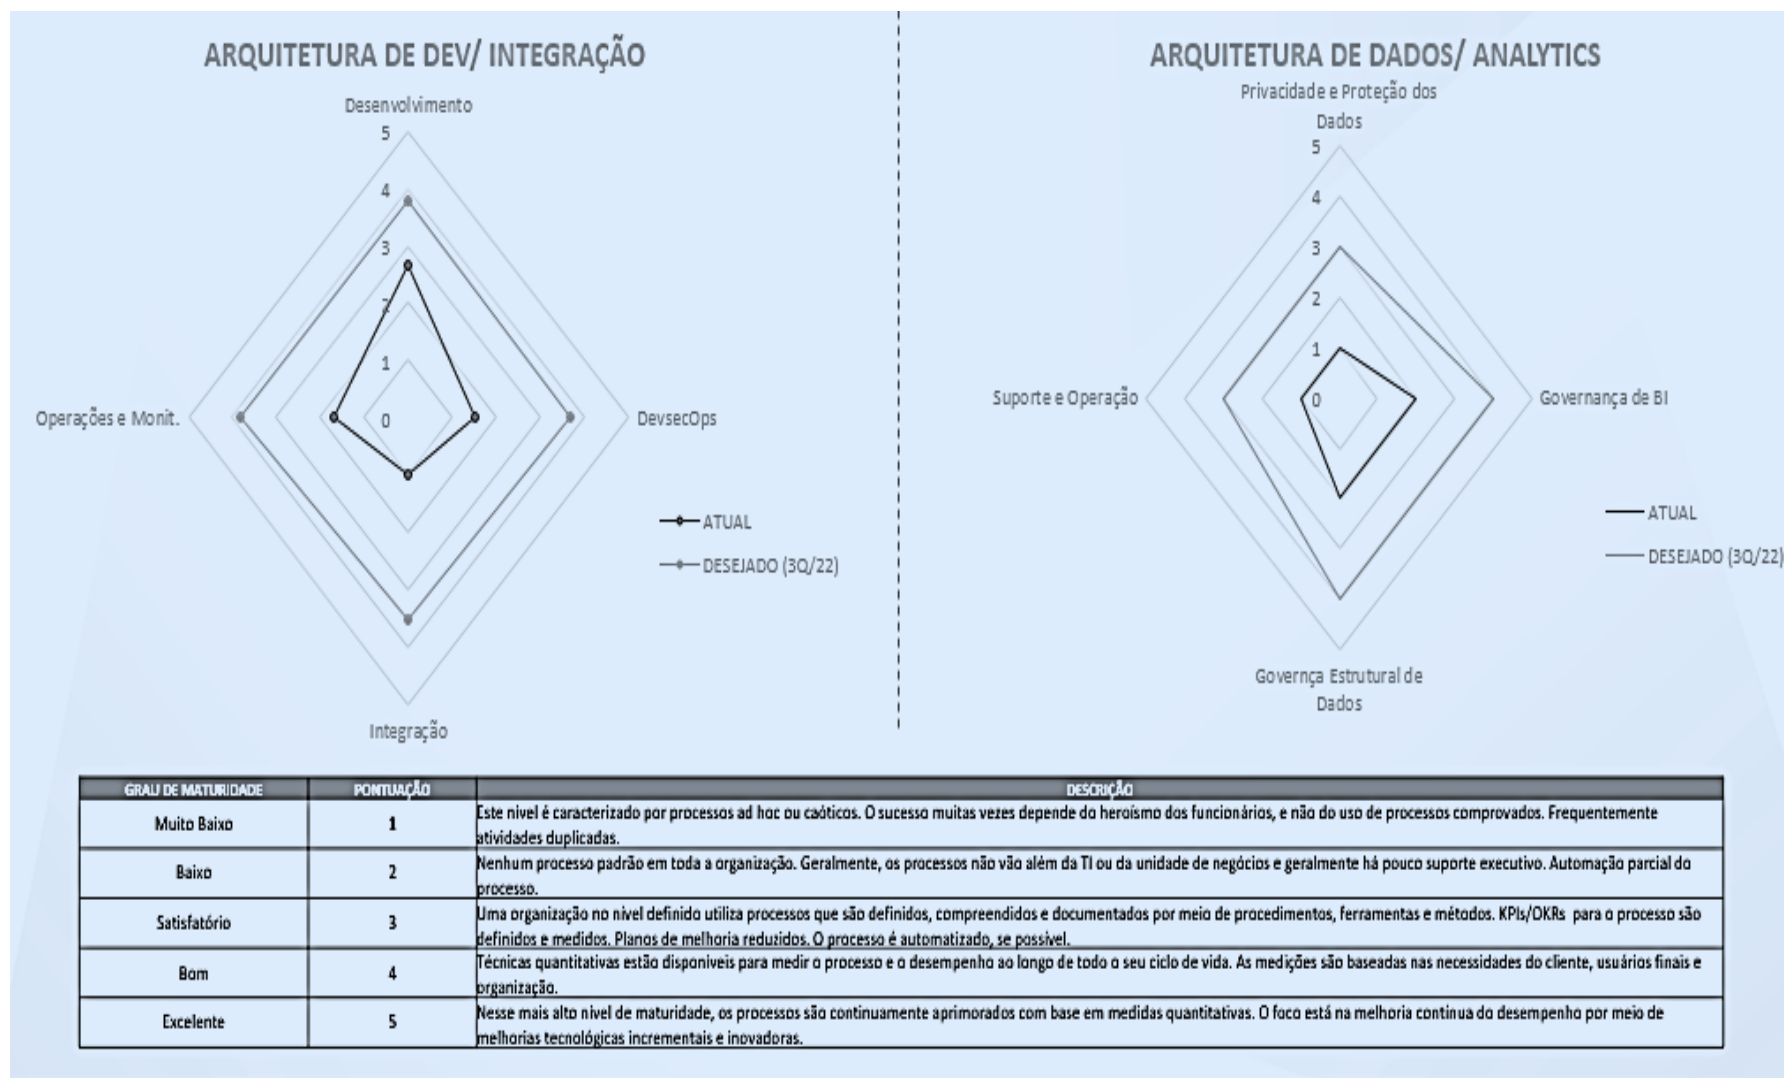 ARQUITETURA DE DEV/ INTEGRAÇÃO
Desenvolvimento
5
4
3
2
1
0
Operações e Monit.
DevsecOps
Integração
ATUAL
DESEJADO (3Q/22)
ARQUITETURA DE DADOS/ ANALYTICS
Privacidade e Proteção dos
Dados
5
4
3
2
1
0
Suporte e Operação
Governança de BI
Governça Estrutural de
Dados
ATUAL
DESEJADO (3Q/22)
GRAU DE MATURIDADE PONTUAÇÃO DESCRIÇÃO
Muito Baixo 1 Este nível é caracterizado por processos ad hoc ou caóticos. O sucesso muitas vezes depende do heroísmo dos funcionários, e não do uso de processos comprovados. Frequentemente
atividades duplicadas.
Baixo 2 Nenhum processo padrão em toda a organização. Geralmente, os processos não vão além da TI ou da unidade de negócios e geralmente há pouco suporte executivo. Automação parcial do
processo.
Satisfatório 3 Uma organização no nível definido utiliza processos que são definidos, compreendidos e documentados por meio de procedimentos, ferramentas e métodos. KPIs/OKRs para o processo são
definidos e medidos. Planos de melhoria reduzidos. O processo é automatizado, se possível.
Bom 4 Técnicas quantitativas estão disponíveis para medir o processo e o desempenho ao longo de todo o seu ciclo de vida. As medições são baseadas nas necessidades do cliente, usuários finais e
organização.
Excelente 5 Nesse mais alto nível de maturidade, os processos são continuamente aprimorados com base em medidas quantitativas. O foco está na melhoria contínua do desempenho por meio de
melhorias tecnológicas incrementais e inovadoras.